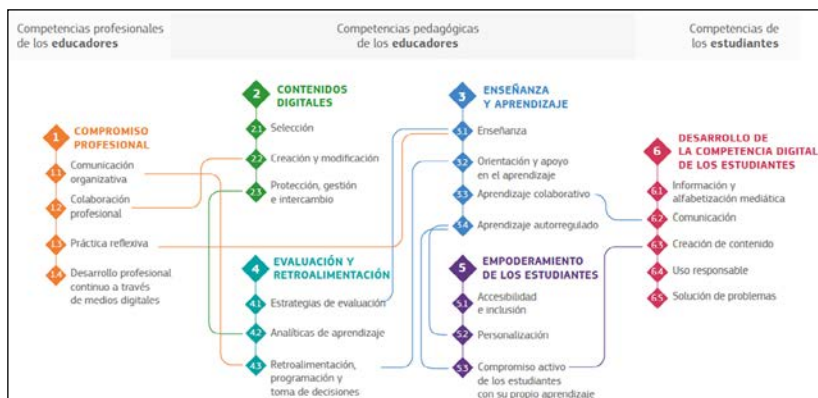 Competencias profesionales
de los educadores
Competencias pedagógicas
de los educadores
Competencias de
los estudiantes
1
COMPROMISO
PROFESIONAL
1.1
Comunicación
organizativa
1.2
Colaboración
profesional
1.3
Práctica reflexiva
1.4
Desarrollo profesional
continuo a través
de medios digitales
2
CONTENIDOS
DIGITALES
2.1
Selección
2.2
Creación y modificación
2.3
Protección, gestión
e intercambio
4
EVALUACIÓN Y
RETROALIMENTACIÓN
4.1
Estrategias de evaluación
4.2
Analíticas de aprendizaje
4.3
Retroalimentación,
programación y
toma de decisiones
3
ENSEÑANZA
Y APRENDIZAJE
3.1
Enseñanza
3.2
Orientación y apoyo
en el aprendizaje
3.3
Aprendizaje colaborativo
3.4
Aprendizaje autorregulado
5
EMPODERAMIENTO
DE LOS ESTUDIANTES
5.1
Accesibilidad
e inclusión
5.2
Personalización
5.3
Compromiso activo
de los estudiantes
con su propio aprendizaje
6
DESARROLLO DE
LA COMPETENCIA DIGITAL
DE LOS ESTUDIANTES
6.1
Información y
alfabetización mediática
6.2
Comunicación
6.3
Creación de contenido
6.4
Uso responsable
6.5
Solución de problemas